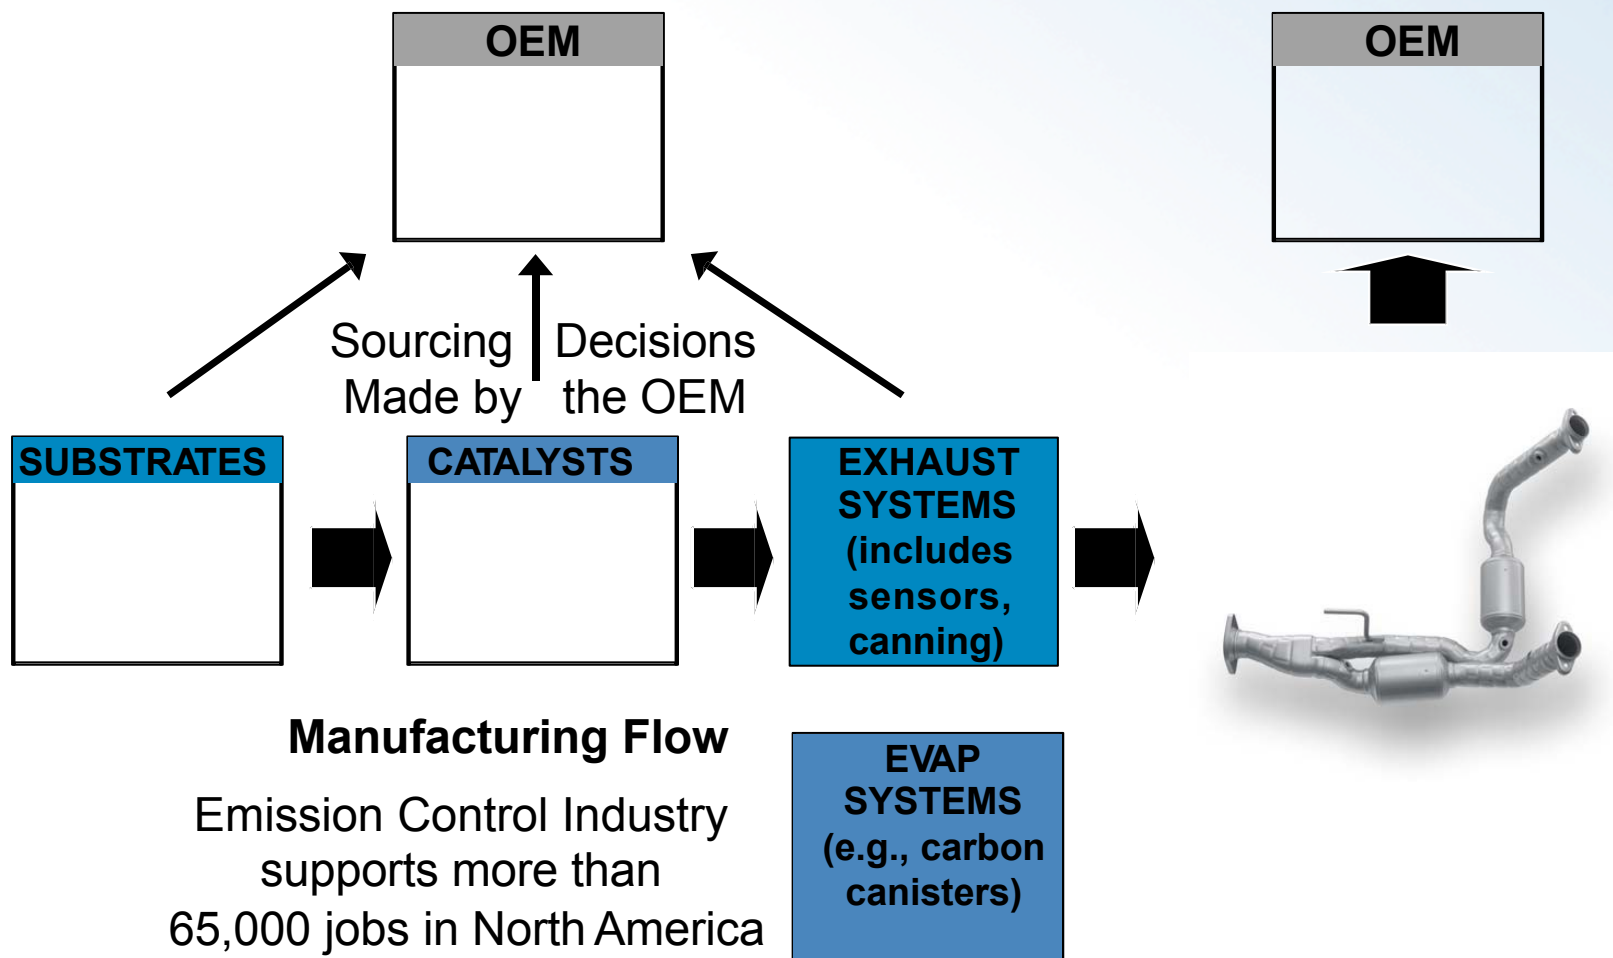 OEM
OEM
Sourcing Decisions
Made by the OEM
SUBSTRATES
CATALYSTS
EXHAUST
SYSTEMS
(includes
sensors,
canning)
Manufacturing Flow
Emission Control Industry
supports more than
65,000 jobs in North America
EVAP
SYSTEMS
(e.g., carbon
canisters)